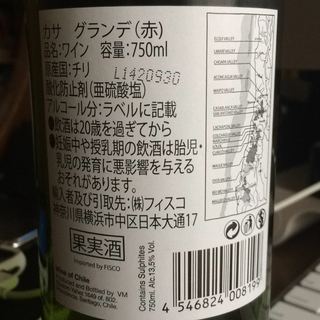 カサ グランデ(赤)
品名:ワイン 容量:750ml
原産国:チリ L1420930
酸化防止剤(亜硫酸塩)
アルコール分:ラベルに記載
●飲酒は20歳を過ぎてから
●妊娠中や授乳期の飲酒は胎児・
乳児の発育に悪影響を与える
おそれがあります。
輸入者及び引取先:㈱フィスコ
神奈川県横浜市中区日本大通17
果実酒
Imported by FISCO
Wine of Chile
Produced and Bottled by VM
Santiago, Chile.
Contains Sulphites
750ml Alc 13,5% Vol.
4 546824 008199